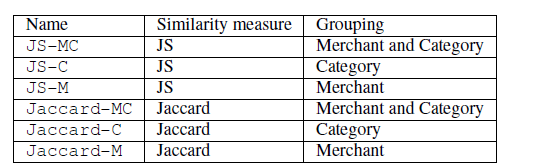 Name Similarity measure Grouping
JS-MC JS Merchant and Category
JS-C JS Category
JS-M JS Merchant
Jaccard-MC Jaccard Merchant and Category
Jaccard-C Jaccard Category
Jaccard-M Jaccard Merchant